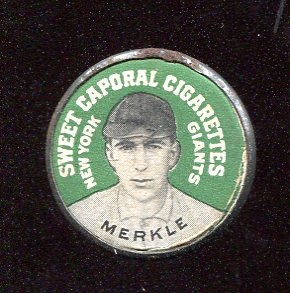 SWEET CAPORAL CIGARETTES
NEW YORK
GIANTS
MERKLE